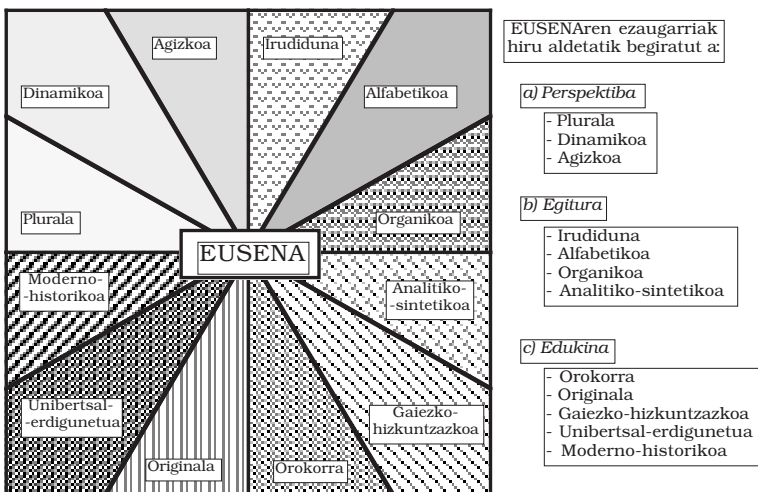 Agizkoa
Irudiduna
Dinamikoa
Alfabetikoa
Plurala
Organikoa
EUSENA
Moderno-
-historikoa
Analitiko-
-sintetikoa
Unibertsal-
-erdigunetua
Gaiezko-
hizkuntzazkoa
Originala
Orokorra
EUSENAren ezaugarriak
hiru aldetatik begiratut a:
a) Perspektiba
- Plurala
- Dinamikoa
- Agizkoa
b) Egitura
- Irudiduna
- Alfabetikoa
- Organikoa
- Analitiko-sintetikoa
c) Edukina
- Orokorra
- Originala
- Gaiezko-hizkuntzazkoa
- Unibertsal-erdigunetua
- Moderno-historikoa